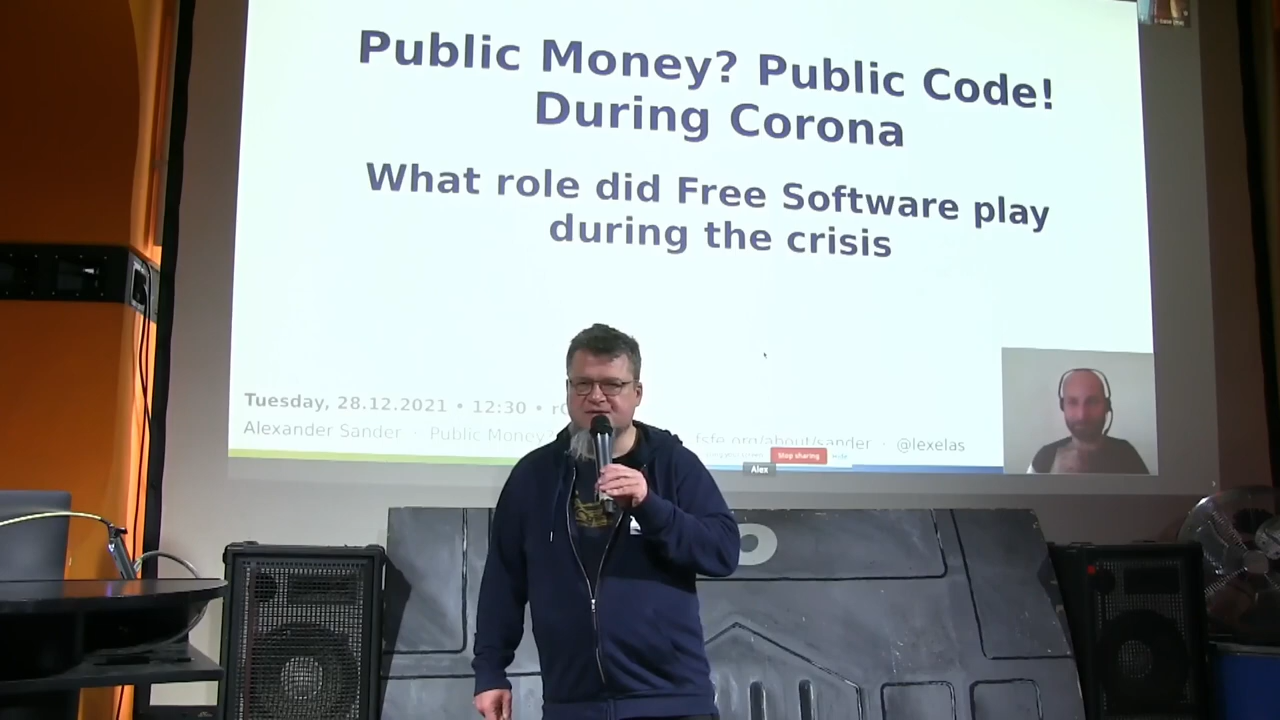 Public Money? Public Code!
During Corona
What role did Free Software play
during the crisis
Tuesday, 28.12.2021 • 12:30 •
Alexander Sander · Public Money? fsfe.org/about/sander · @lexelas
Stop sharing Hide
Alex